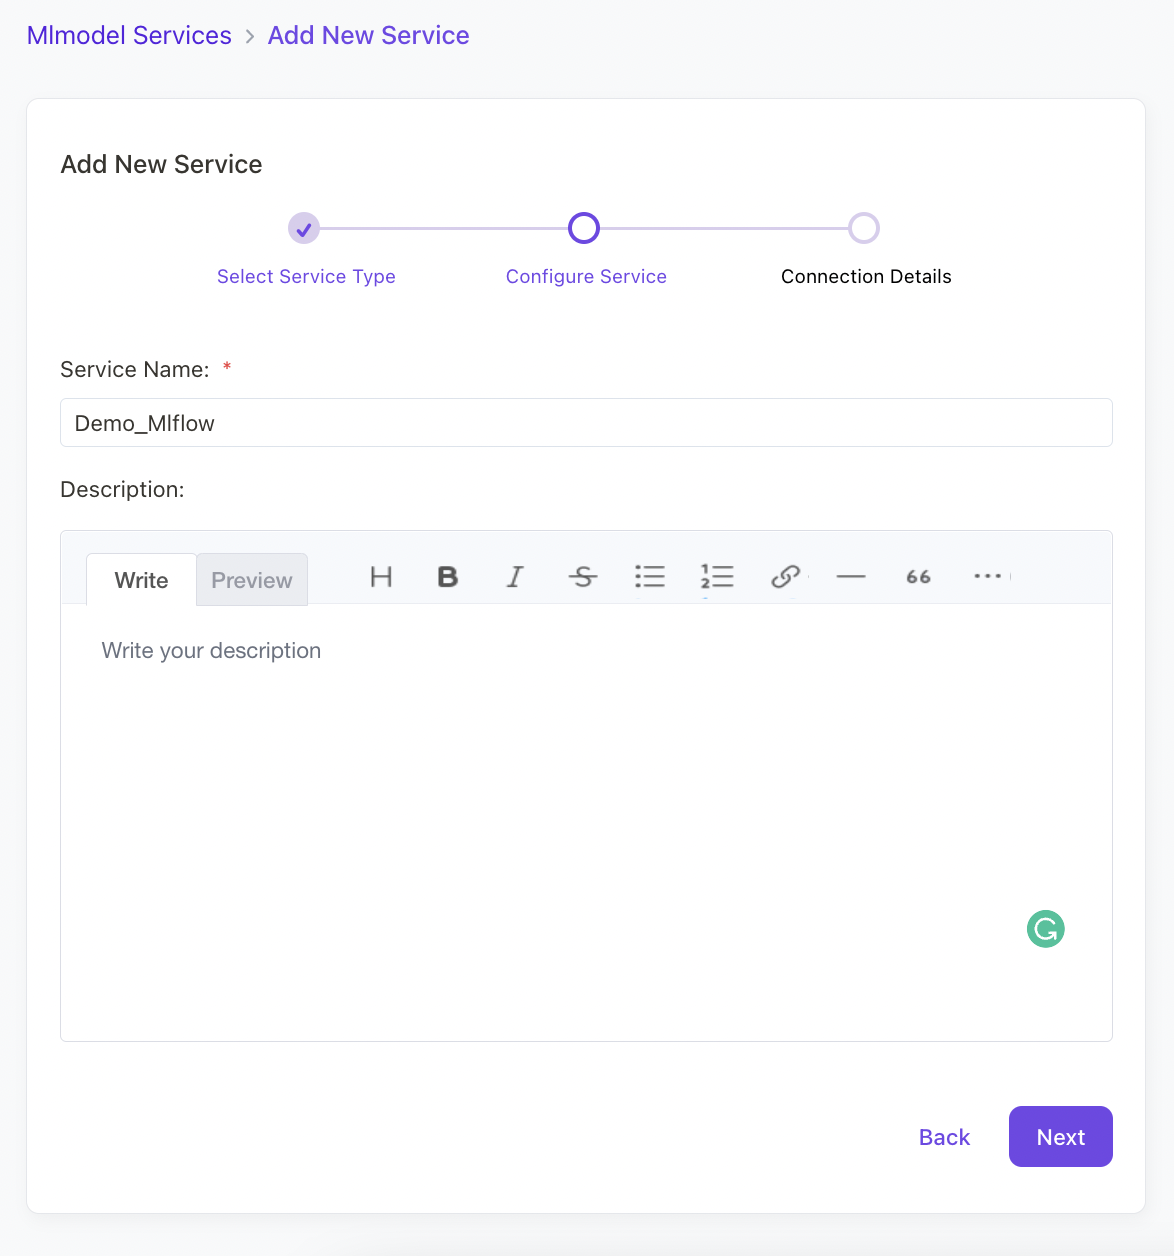 Mlmodel Services > Add New Service
Add New Service
Select Service Type Configure Service Connection Details
Service Name: *
Demo_Mlflow
Description:
Write Preview H B I S 66 ...
Write your description
Back Next